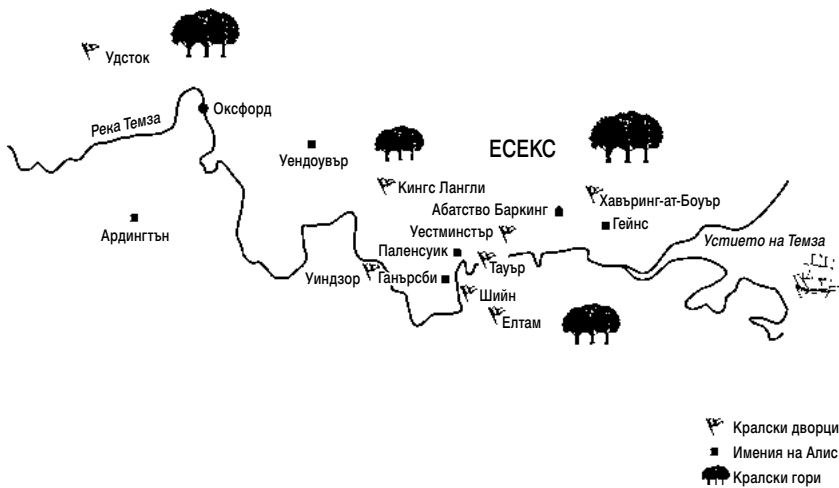 Удсток
Оксфорд
Река Темза
Уендоувър
ЕСЕКС
Кингс Лангли
Хавъринг-ат-Боуър
Абатство Баркинг
Ардингтън
Гейнс
Уестминстър
Устието на Темза
Паленсуик
Тауър
Уиндзор
Ганърсби
Шийн
Елтам
Кралски дворци
Имения на Алис
Кралски гори